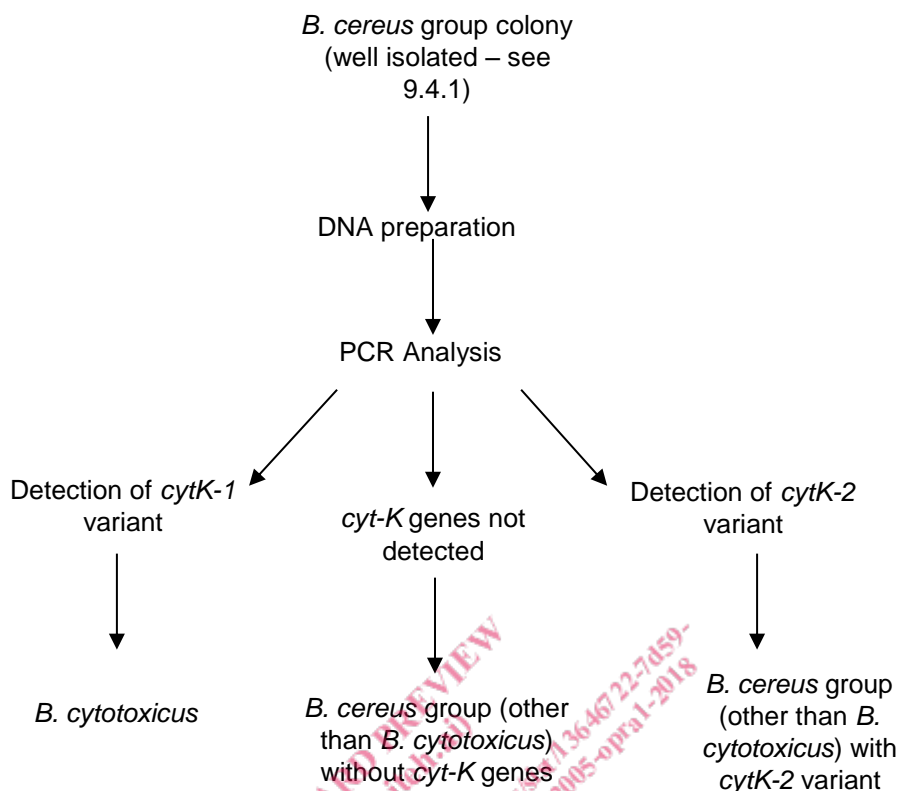 B. cereus group colony
(well isolated – see
9.4.1)
DNA preparation
PCR Analysis
Detection of cytK-1
variant
cyt-K genes not
detected
Detection of cytK-2
variant
B. cytotoxicus
B. cereus group (other
than B. cytotoxicus)
without cyt-K genes
B. cereus group
(other than B.
cytotoxicus) with
cytK-2 variant